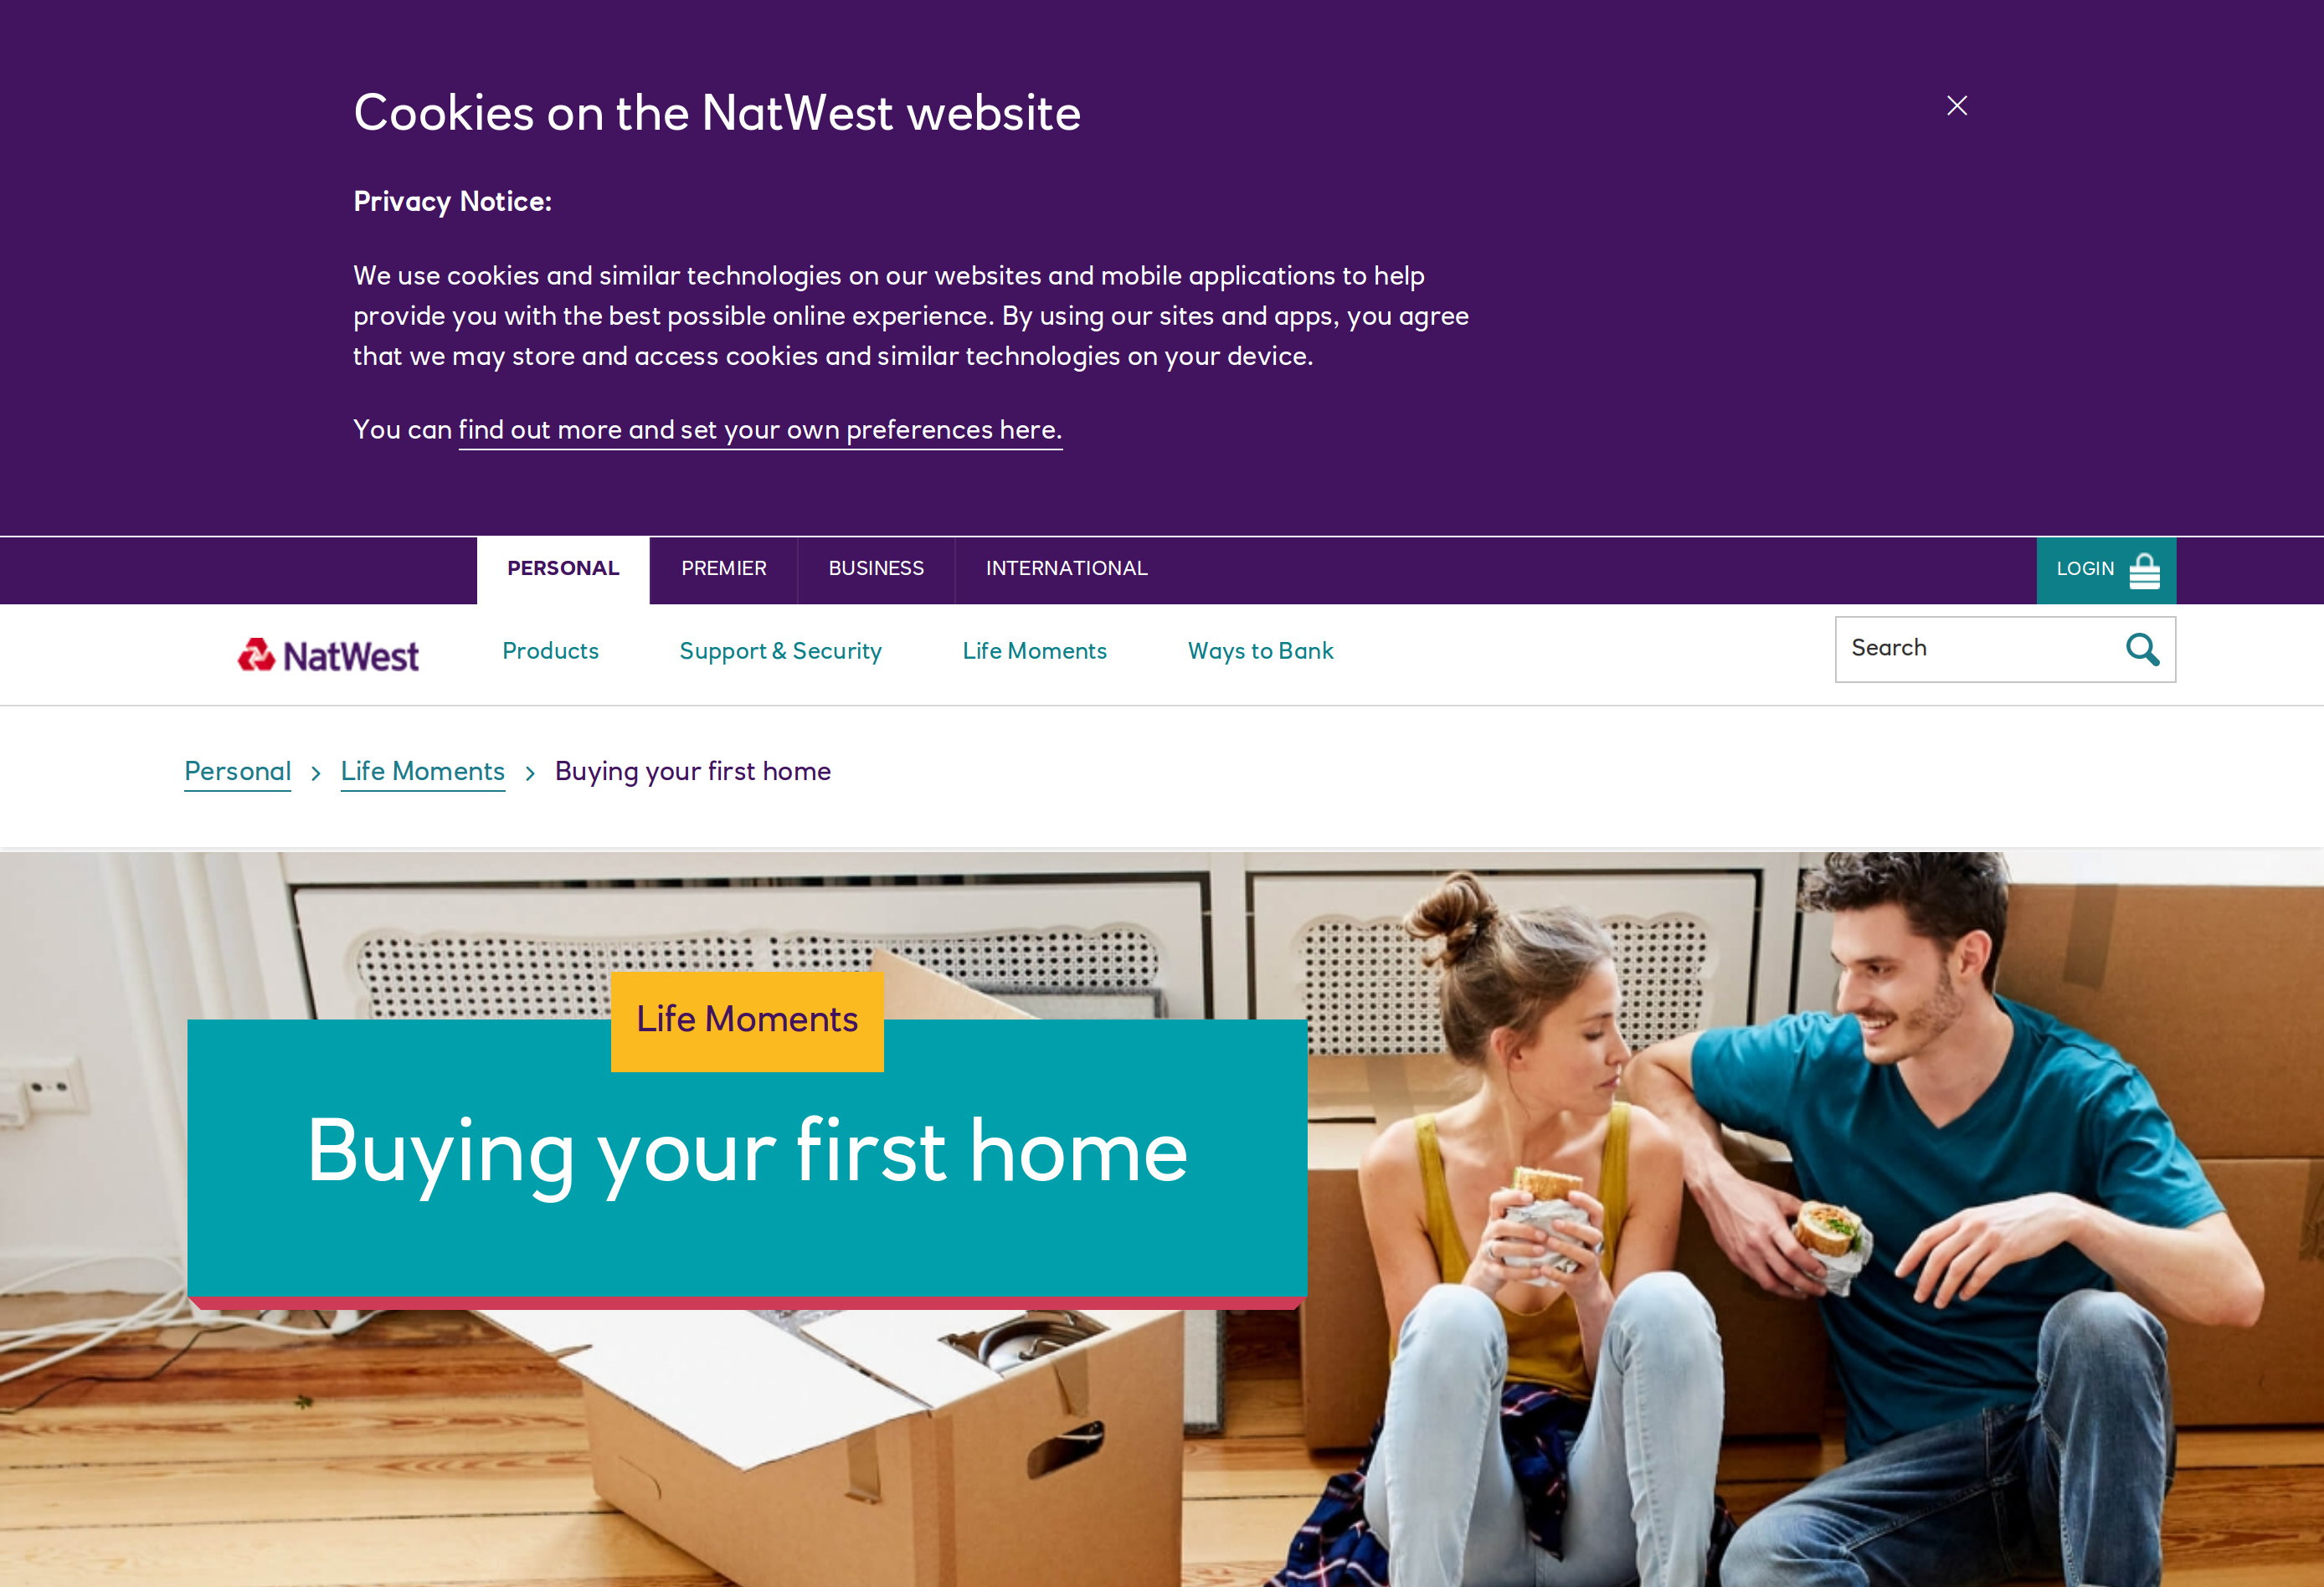 Cookies on the NatWest website
Privacy Notice:
We use cookies and similar technologies on our websites and mobile applications to help
provide you with the best possible online experience. By using our sites and apps, you agree
that we may store and access cookies and similar technologies on your device.
You can find out more and set your own preferences here.
PERSONAL PREMIER BUSINESS INTERNATIONAL LOGIN
NatWest Products Support & Security Life Moments Ways to Bank Search
Personal Life Moments Buying your first home
Life Moments
Buying your first home